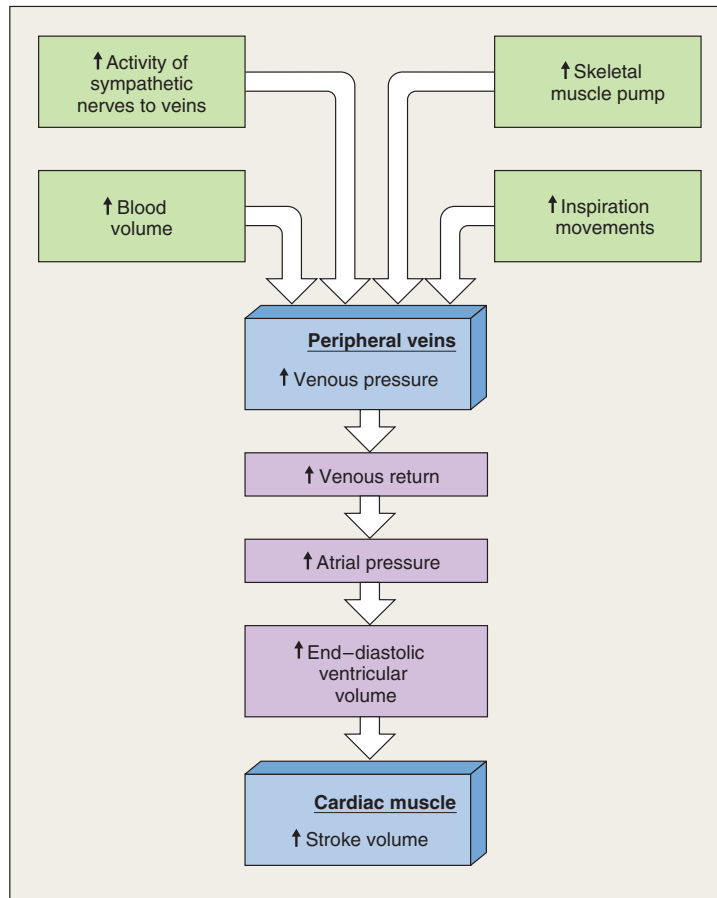 ↑ Activity of
sympathetic
nerves to veins
↑ Skeletal
muscle pump
↑ Blood
volume
↑ Inspiration
movements
Peripheral veins
↑ Venous pressure
↑ Venous return
↑ Atrial pressure
↑ End–diastolic
ventricular
volume
Cardiac muscle
↑ Stroke volume